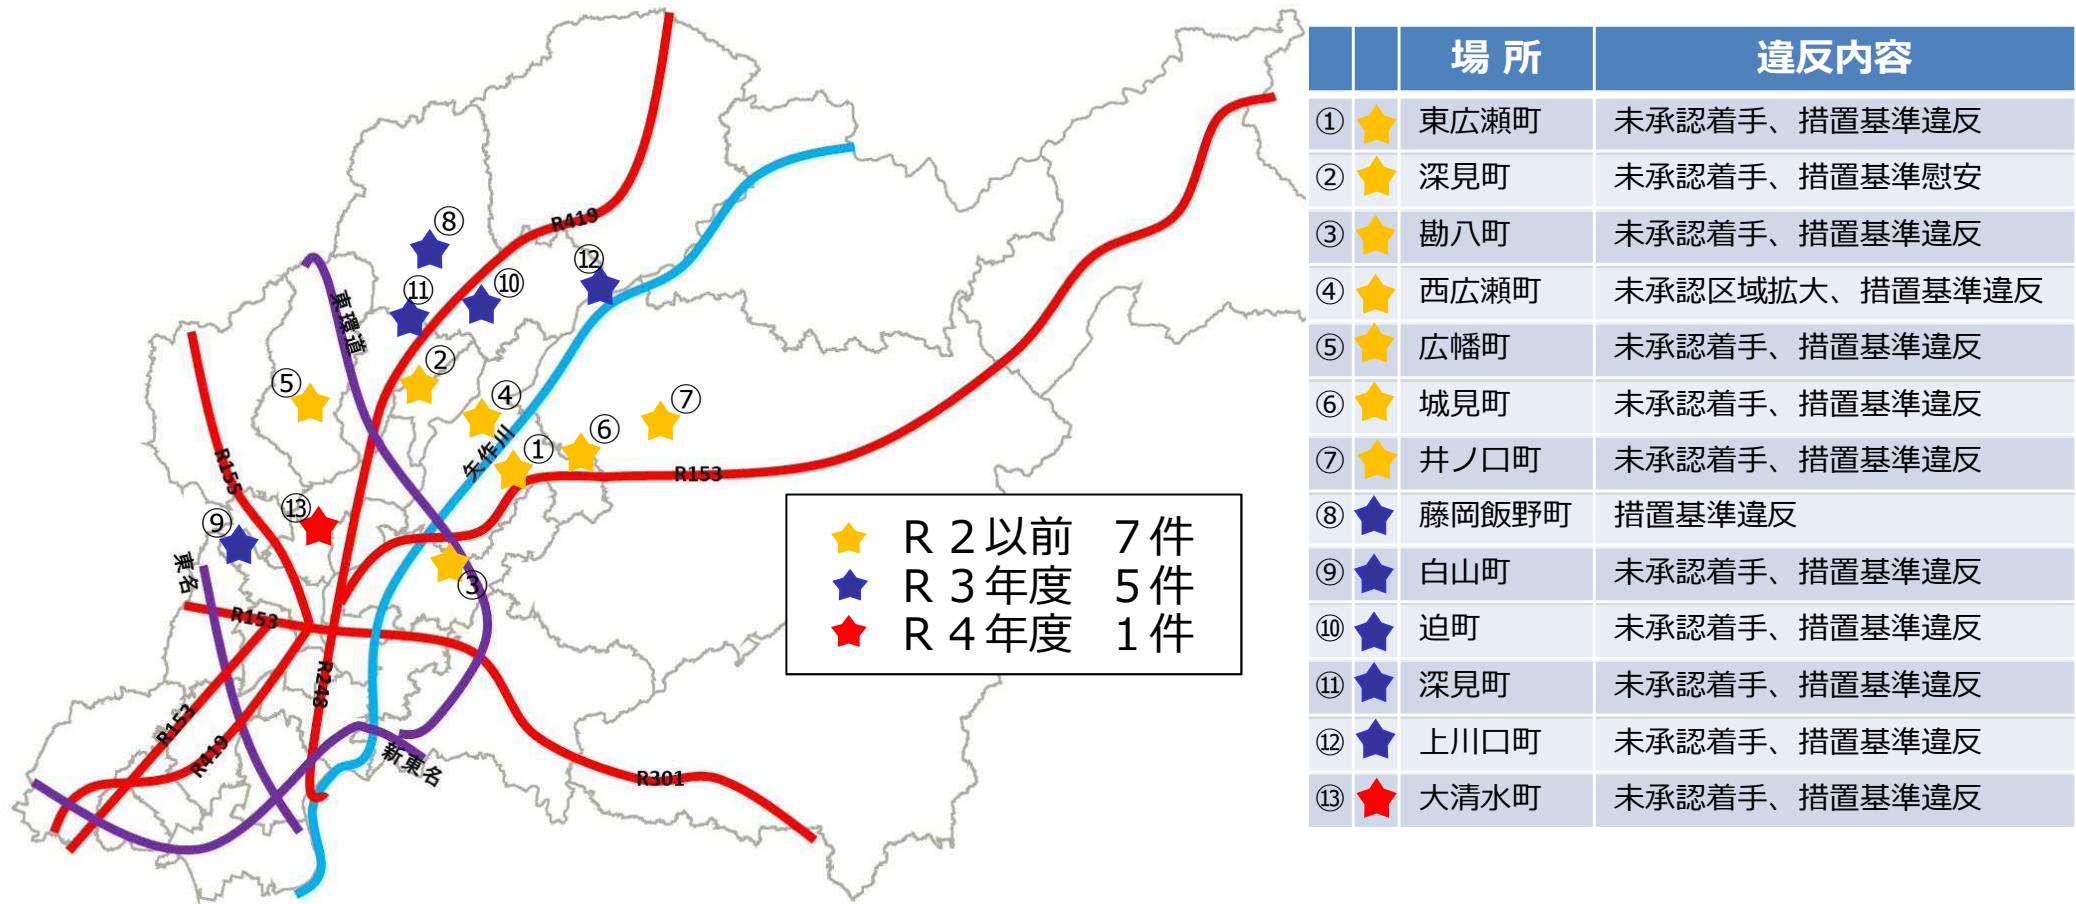 ⑧
R419
⑫
⑪
⑩
東環道
②
⑤
④
⑦
⑥
矢作川
①
R155
R153
⑬
⑨
東名
③
R153
R248
R153
R419
新東名
R301
R2以前 7件
R3年度 5件
R4年度 1件
場 所 違反内容
① 東広瀬町 未承認着手、措置基準違反
② 深見町 未承認着手、措置基準慰安
③ 勘八町 未承認着手、措置基準違反
④ 西広瀬町 未承認区域拡大、措置基準違反
⑤ 広幡町 未承認着手、措置基準違反
⑥ 城見町 未承認着手、措置基準違反
⑦ 井ノ口町 未承認着手、措置基準違反
⑧ 藤岡飯野町 措置基準違反
⑨ 白山町 未承認着手、措置基準違反
⑩ 迫町 未承認着手、措置基準違反
⑪ 深見町 未承認着手、措置基準違反
⑫ 上川口町 未承認着手、措置基準違反
⑬ 大清水町 未承認着手、措置基準違反